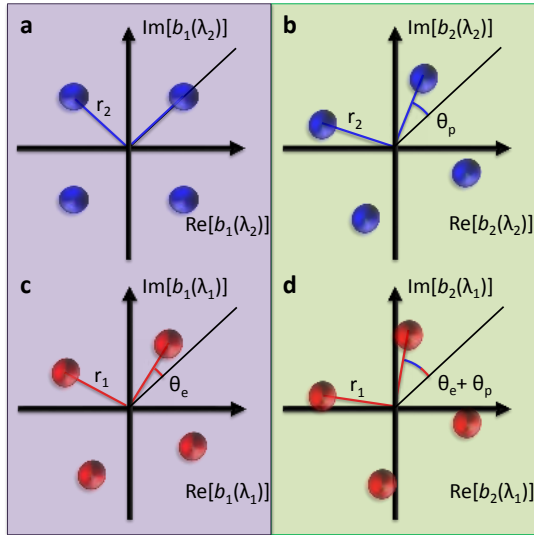 a
Im[b₁(λ₂)]
r₂
Re[b₁(λ₂)]
b
Im[b₂(λ₂)]
r₂
θₚ
Re[b₂(λ₂)]
c
Im[b₁(λ₁)]
r₁
θₑ
Re[b₁(λ₁)]
d
Im[b₂(λ₁)]
r₁
θₑ+ θₚ
Re[b₂(λ₁)]